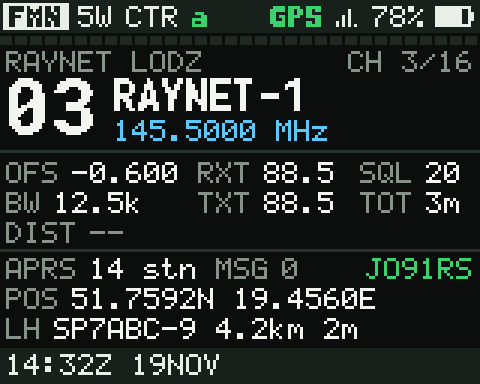 FMN 5W CTR a GPS 78%
RAYNET LODZ CH 3/16
03 RAYNET-1
145.5000 MHz
OFS -0.600 RXT 88.5 SQL 20
BW 12.5k TXT 88.5 TOT 3m
DIST --
APRS 14 stn MSG 0 JO91RS
POS 51.7592N 19.4560E
LH SP7ABC-9 4.2km 2m
14:32Z 19NOV